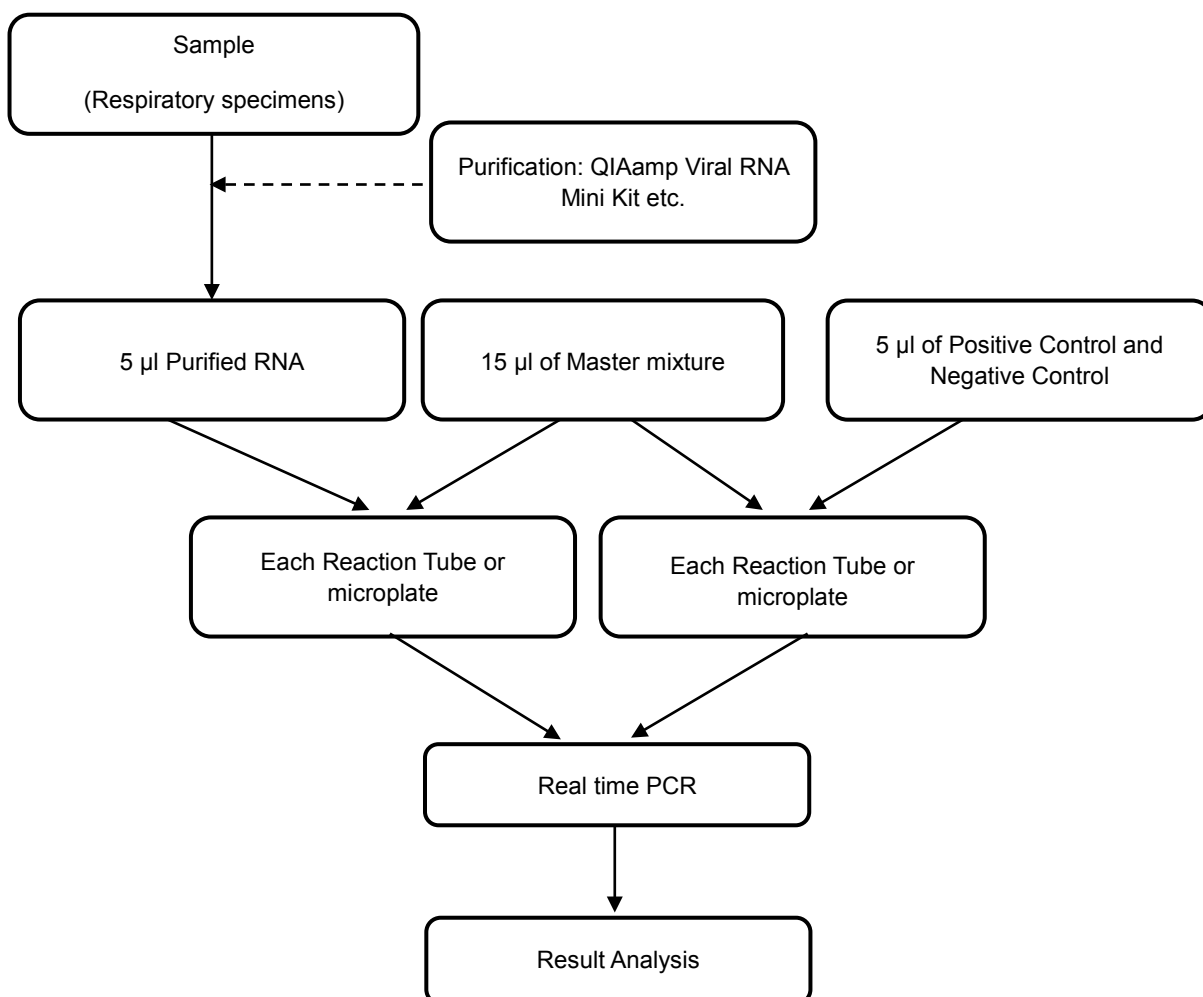 Sample
(Respiratory specimens)
Purification: QIAamp Viral RNA
Mini Kit etc.
5 µl Purified RNA
15 µl of Master mixture
5 µl of Positive Control and
Negative Control
Each Reaction Tube or
microplate
Each Reaction Tube or
microplate
Real time PCR
Result Analysis